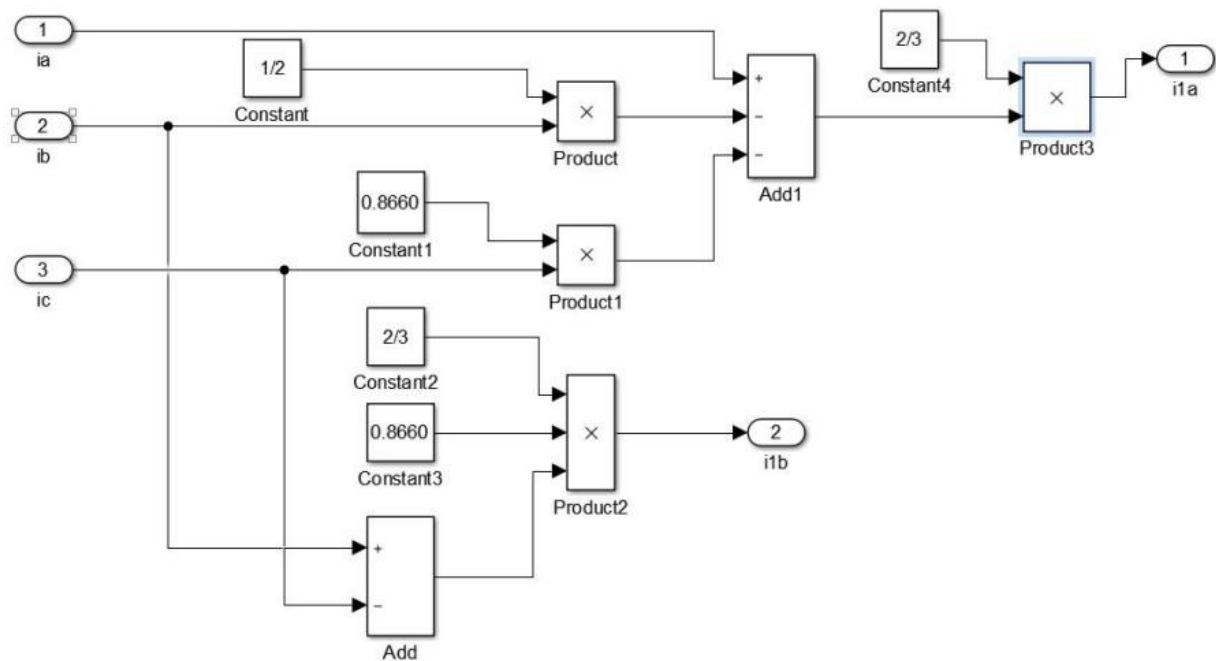 1
ia
1/2
Constant
2
ib
×
Product
0.8660
Constant1
3
ic
×
Product1
+
−
−
Add1
2/3
Constant4
×
Product3
1
i1a
2/3
Constant2
0.8660
Constant3
×
Product2
2
i1b
+
−
Add